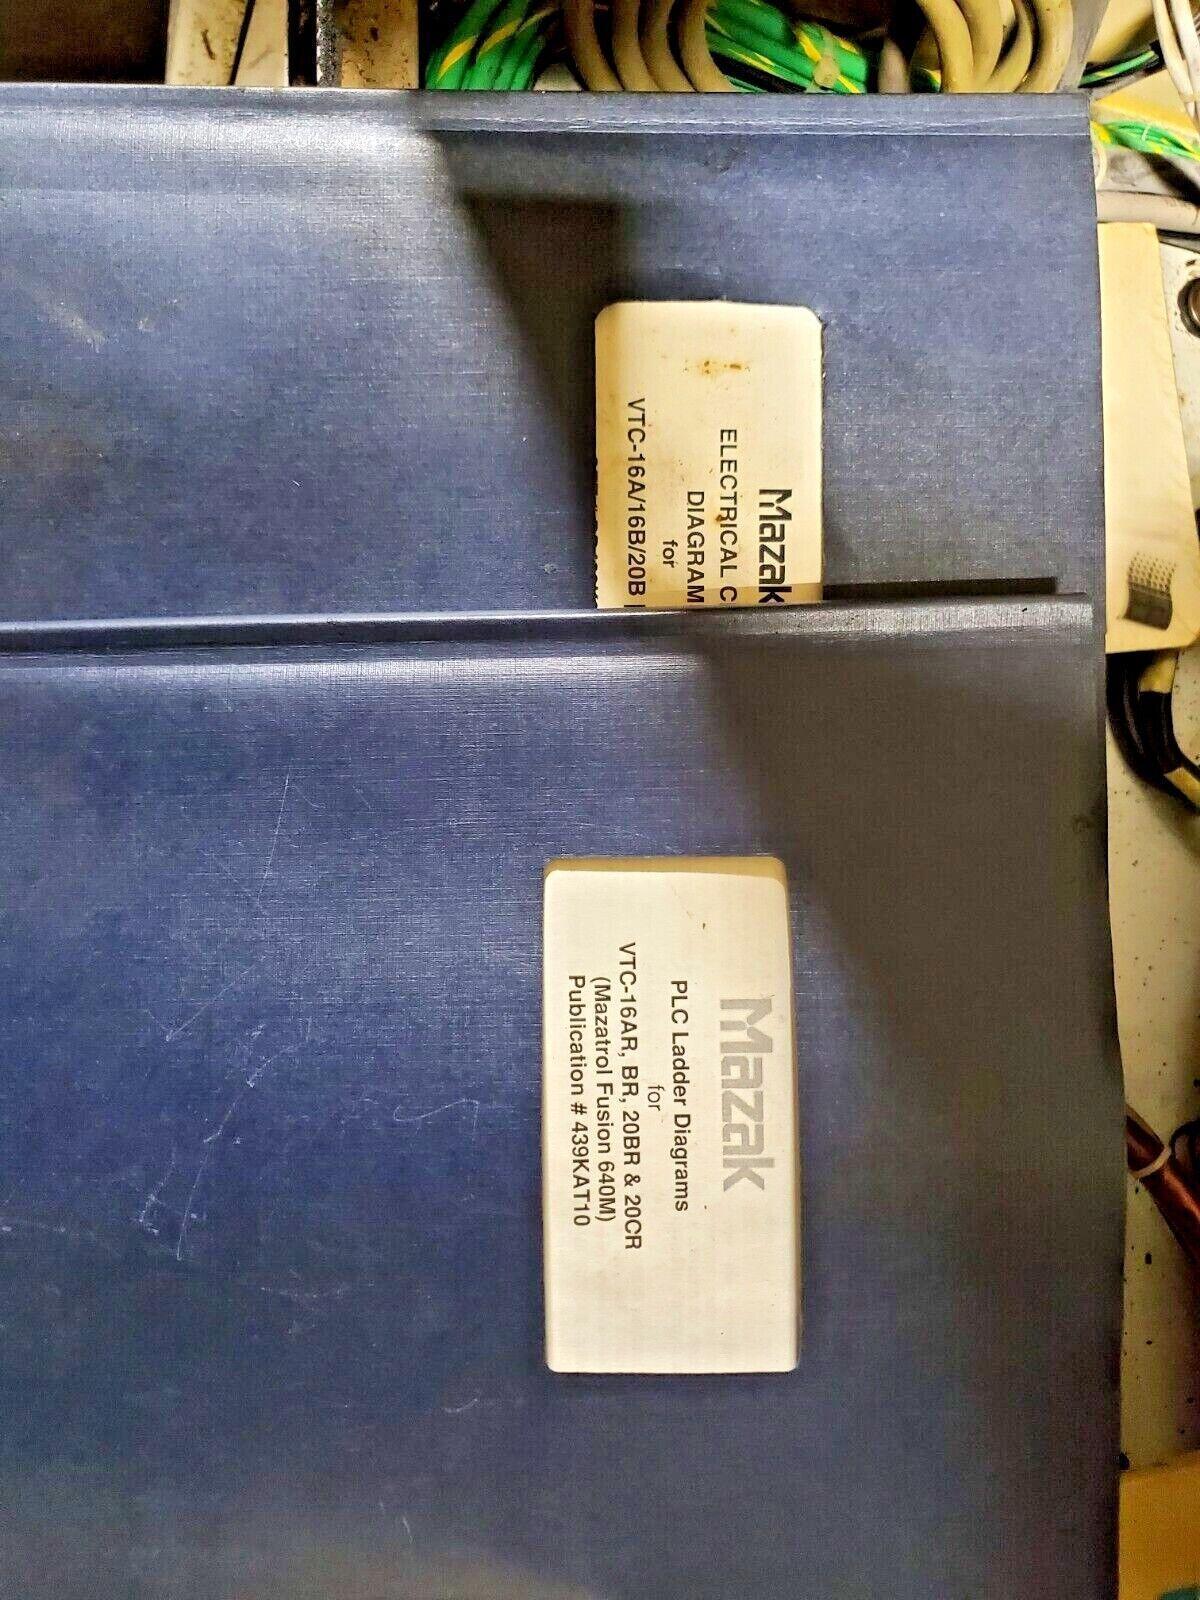 Mazak
ELECTRICAL C
DIAGRAM
for
VTC-16A/16B/20B
Mazak
PLC Ladder Diagrams
for
VTC-16AR, BR, 20BR & 20CR
(Mazatrol Fusion 640M)
Publication # 439KAT10